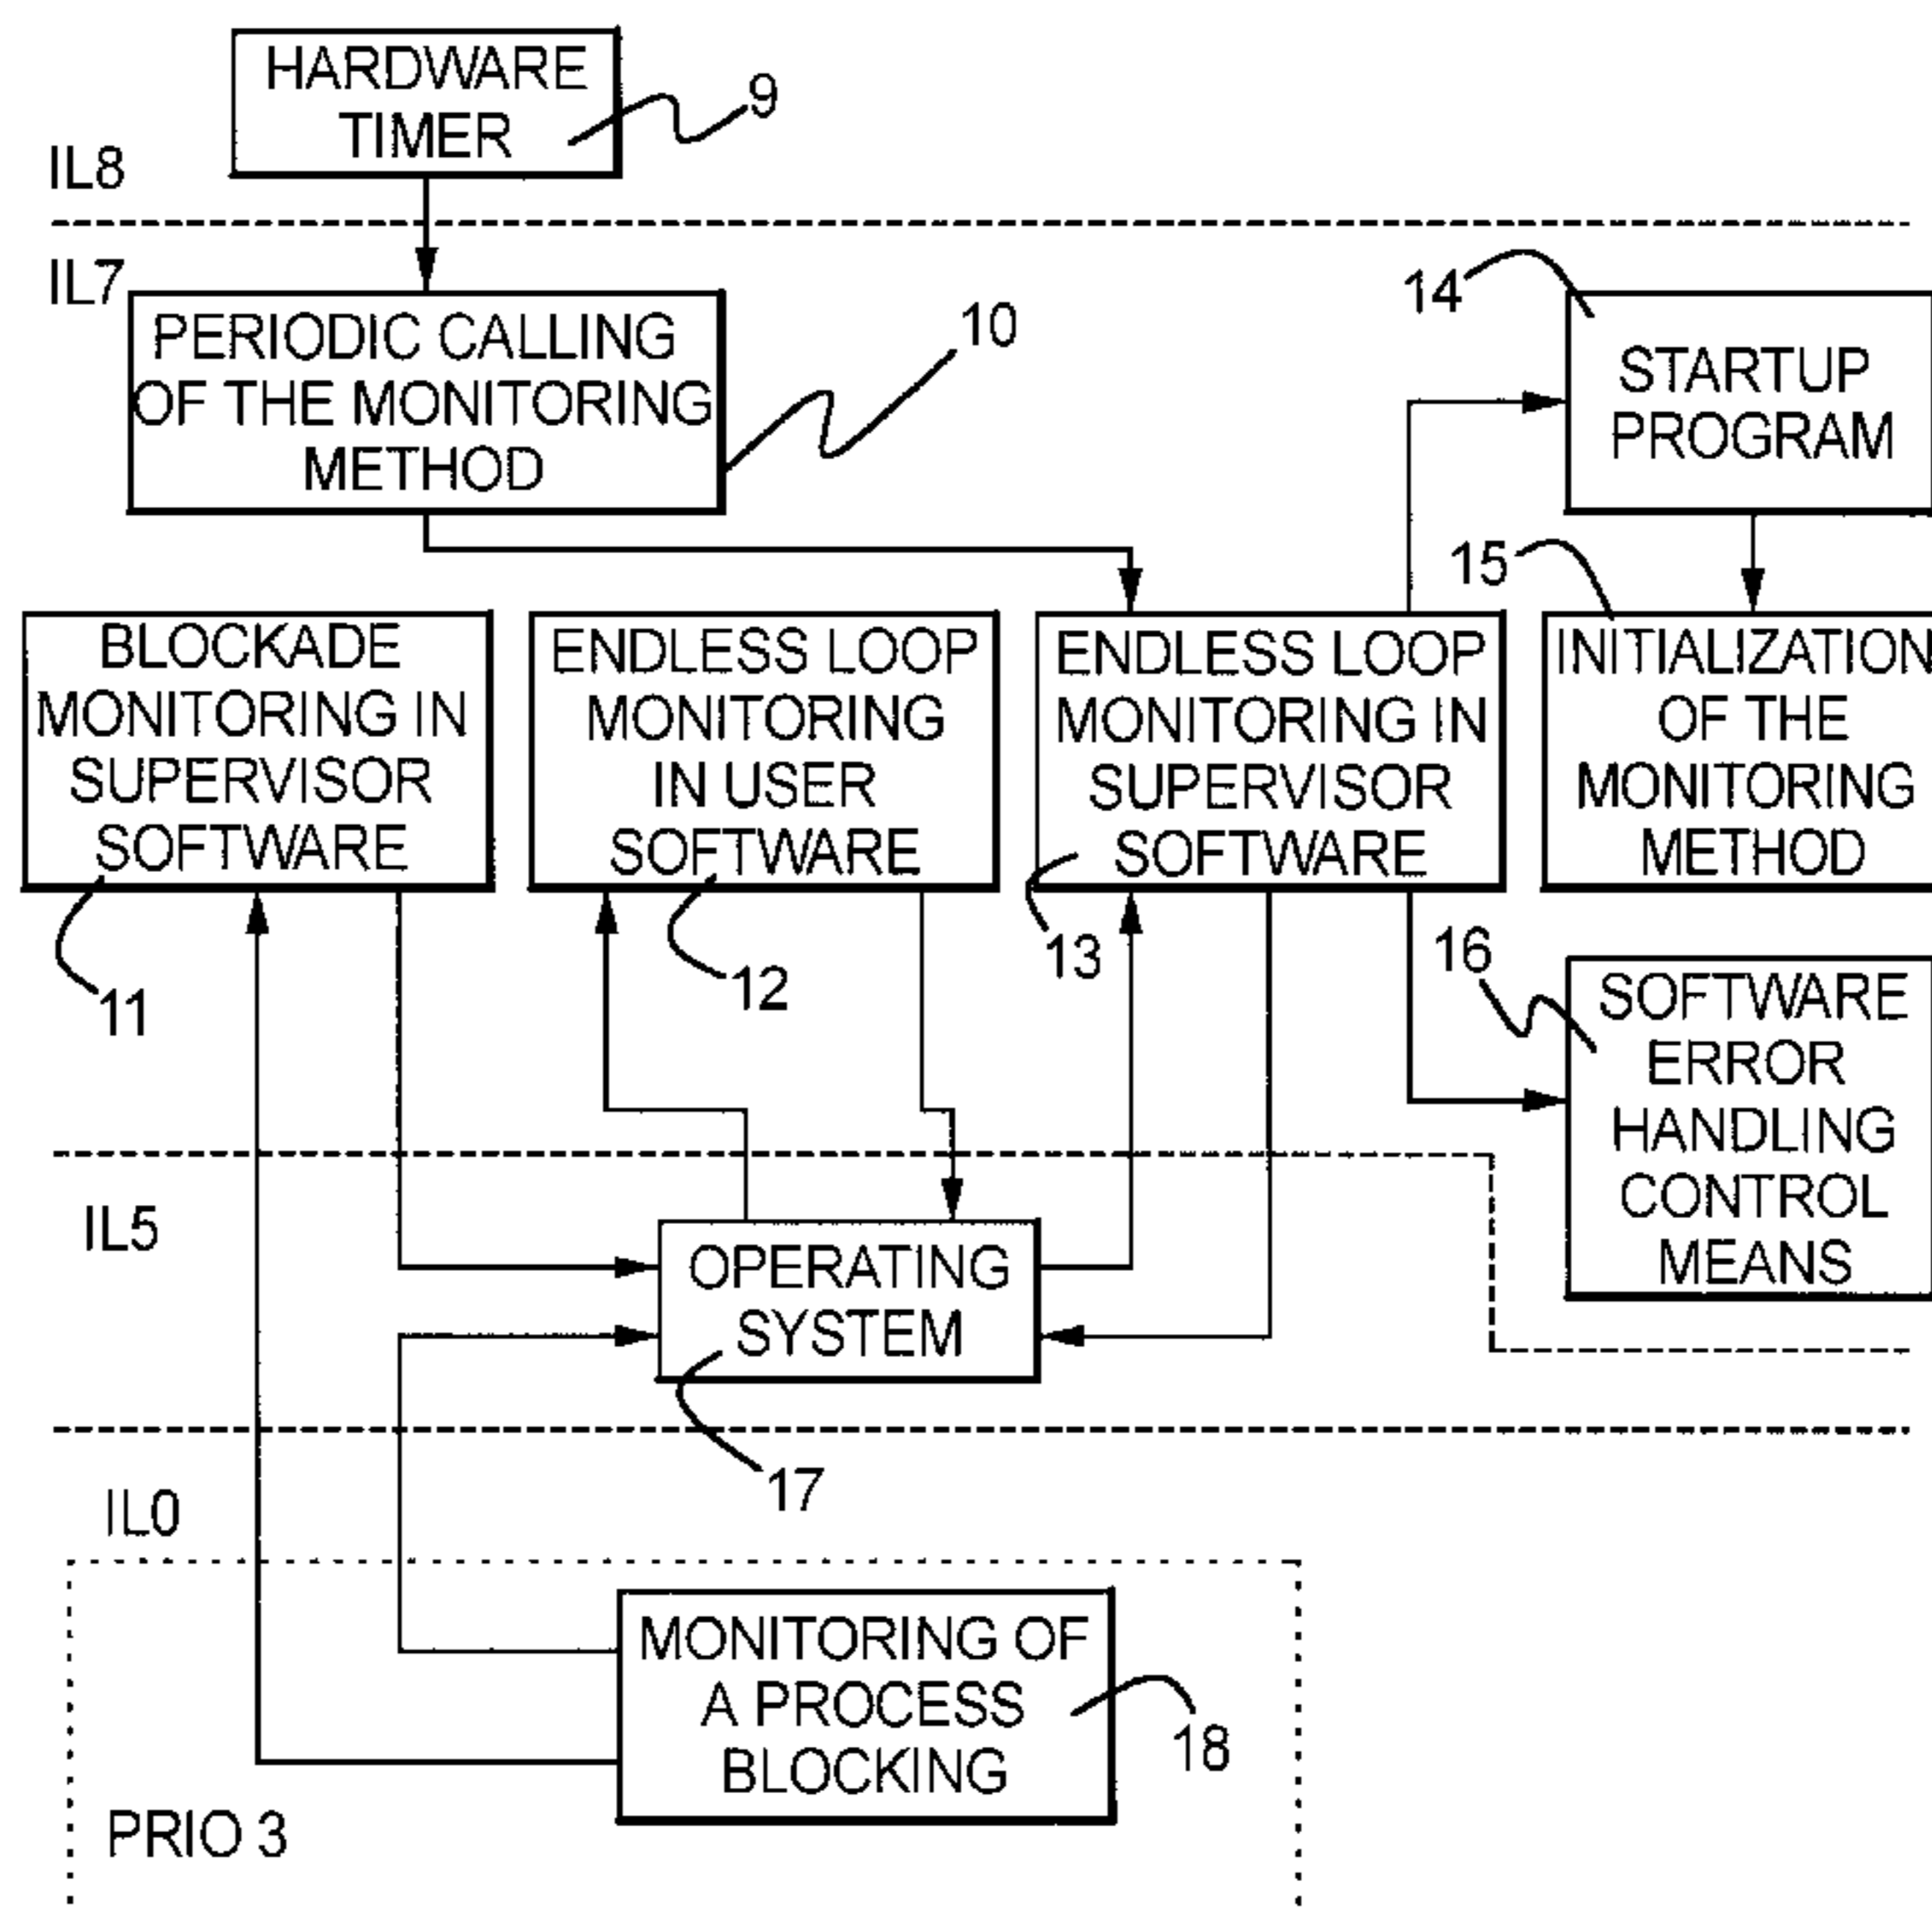 HARDWARE
TIMER
9
IL8
IL7
PERIODIC CALLING
OF THE MONITORING
METHOD
10
14
STARTUP
PROGRAM
15
BLOCKADE
MONITORING IN
SUPERVISOR
SOFTWARE
11
ENDLESS LOOP
MONITORING
IN USER
SOFTWARE
12
ENDLESS LOOP
MONITORING IN
SUPERVISOR
SOFTWARE
13
INITIALIZATION
OF THE
MONITORING
METHOD
16
SOFTWARE
ERROR
HANDLING
CONTROL
MEANS
IL5
OPERATING
SYSTEM
17
IL0
MONITORING OF
A PROCESS
BLOCKING
18
PRIO 3